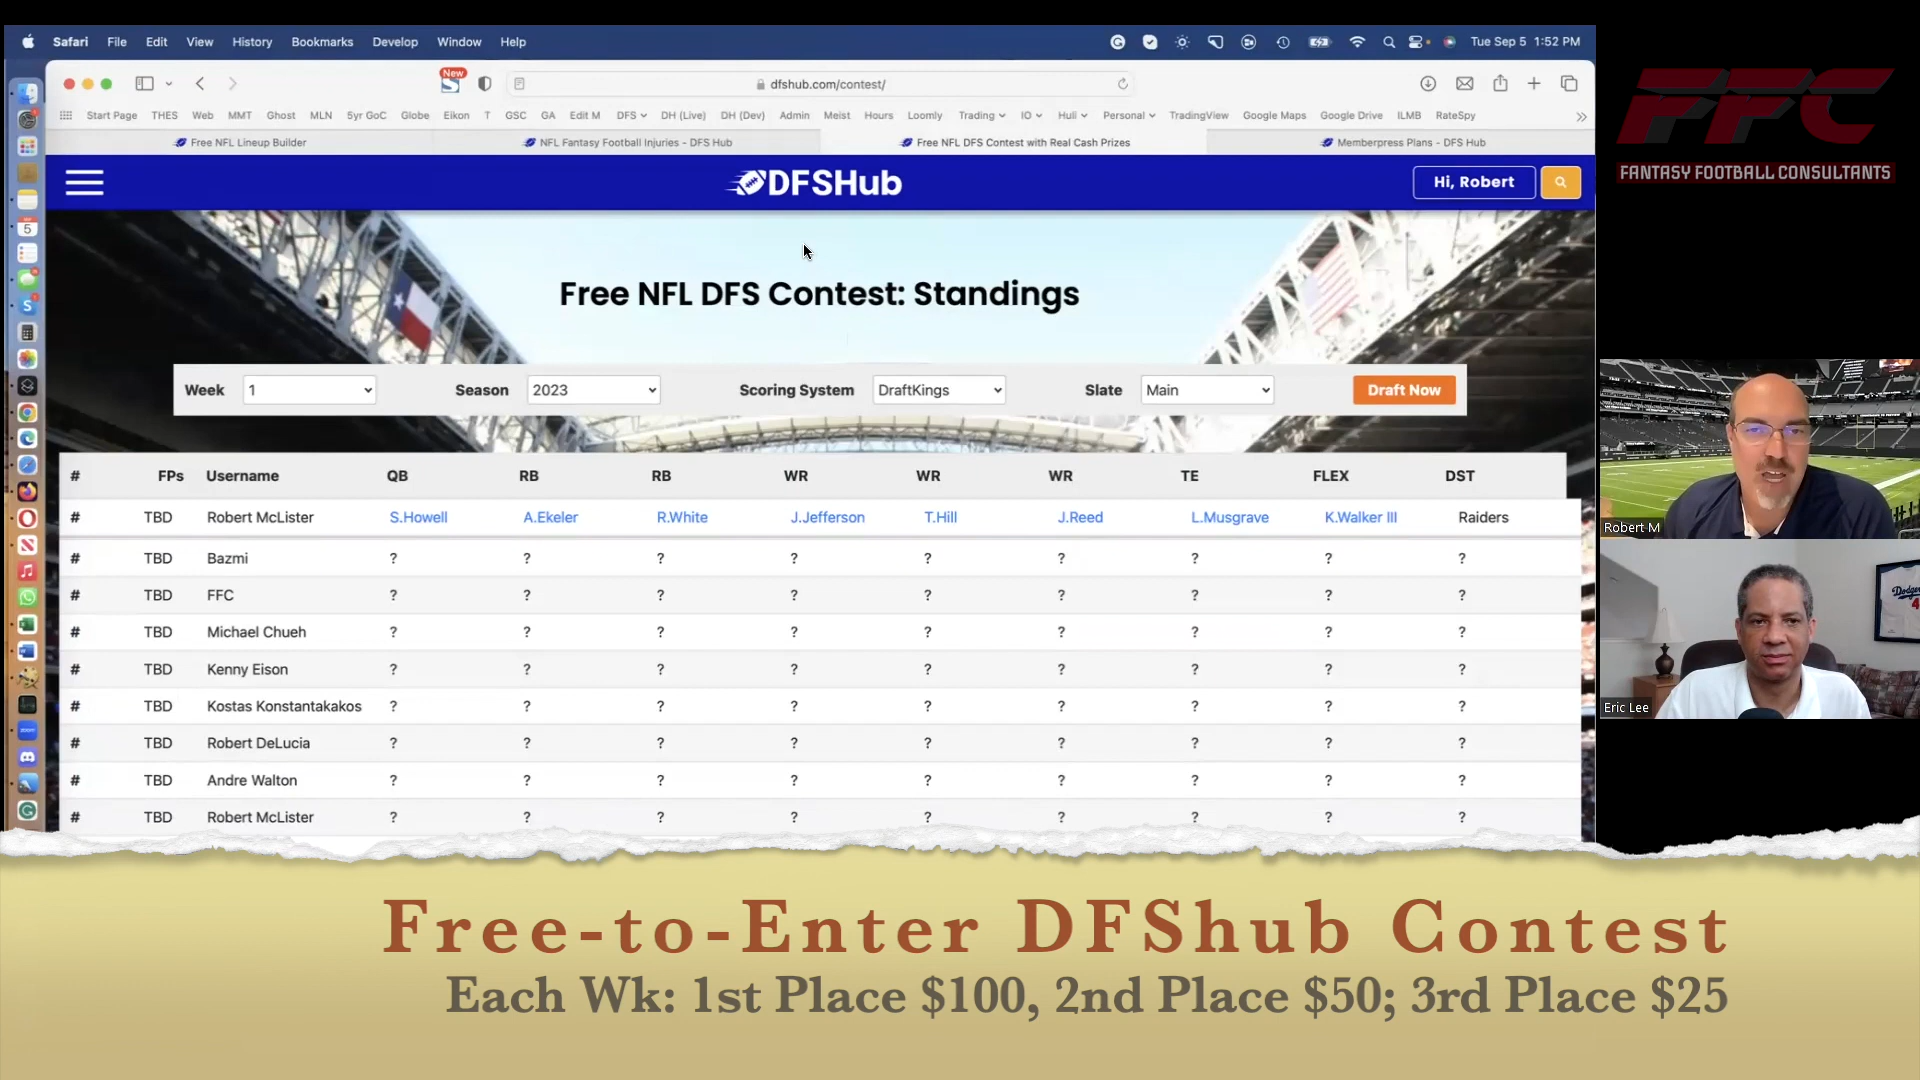 Safari File Edit View History Bookmarks Develop Window Help Tue Sep 5 1:52 PM
New
dfshub.com/contest/
Start Page THES Web MMT Ghost MLN 5yr GoC Globe Eikon T GSC GA Edit M DFS DH (Live) DH (Dev) Admin Meist Hours Loomly Trading IO Hull Personal TradingView Google Maps Google Drive ILMB RateSpy
Free NFL Lineup Builder NFL Fantasy Football Injuries - DFS Hub Free NFL DFS Contest with Real Cash Prizes Memberpress Plans - DFS Hub
FFC
FANTASY FOOTBALL CONSULTANTS
DFSHub
Hi, Robert
Free NFL DFS Contest: Standings
Week 1 Season 2023 Scoring System DraftKings Slate Main Draft Now
# FPs Username QB RB RB WR WR WR TE FLEX DST
# TBD Robert McLister S.Howell A.Ekeler R.White J.Jefferson T.Hill J.Reed L.Musgrave K.Walker III Raiders
# TBD Bazmi ? ? ? ? ? ? ? ? ?
# TBD FFC ? ? ? ? ? ? ? ? ?
# TBD Michael Chueh ? ? ? ? ? ? ? ? ?
# TBD Kenny Eison ? ? ? ? ? ? ? ? ?
# TBD Kostas Konstantakakos ? ? ? ? ? ? ? ? ?
# TBD Robert DeLucia ? ? ? ? ? ? ? ? ?
# TBD Andre Walton ? ? ? ? ? ? ? ? ?
# TBD Robert McLister ? ? ? ? ? ? ? ? ?
Robert M
Dodgers
4
Eric Lee
Free-to-Enter DFShub Contest
Each Wk: 1st Place $100, 2nd Place $50; 3rd Place $25